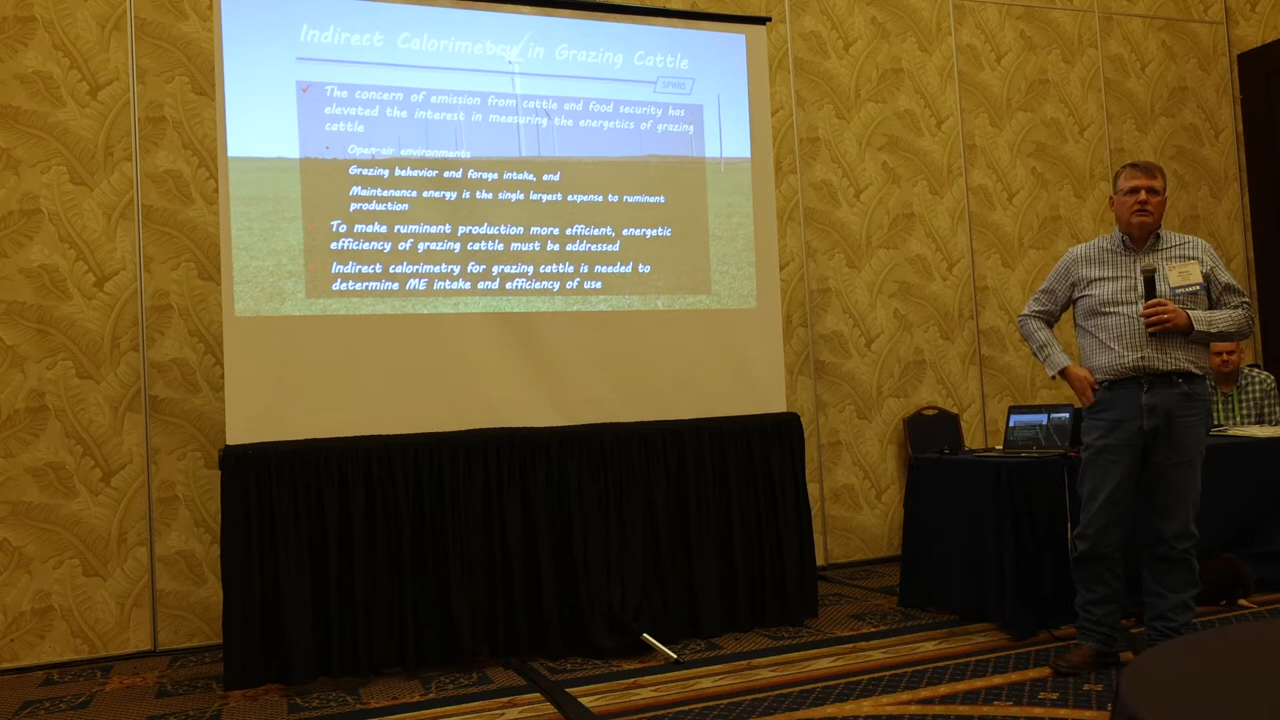 Indirect Calorimetry in Grazing Cattle
SPNRS
The concern of emission from cattle and food security has
elevated the interest in measuring the energetics of grazing
cattle
Open-air environments
Grazing behavior and forage intake, and
Maintenance energy is the single largest expense to ruminant
production
To make ruminant production more efficient, energetic
efficiency of grazing cattle must be addressed
Indirect calorimetry for grazing cattle is needed to
determine ME intake and efficiency of use
SPEAKER